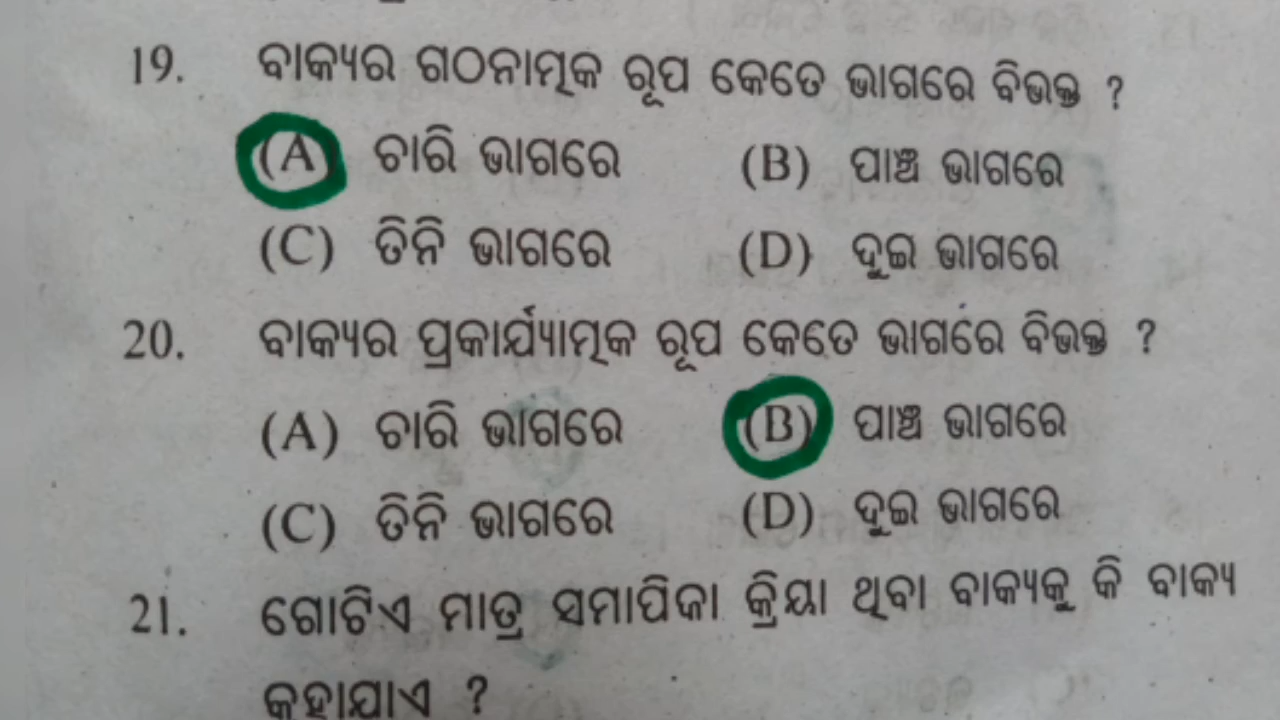 19. ବାକ୍ୟର ଗଠନାତ୍ମକ ରୂପ କେତେ ଭାଗରେ ବିଭକ୍ତ ?
(A) ଚାରି ଭାଗରେ (B) ପାଞ୍ଚ ଭାଗରେ
(C) ତିନି ଭାଗରେ (D) ଦୁଇ ଭାଗରେ
20. ବାକ୍ୟର ପ୍ରକାର୍ଯ୍ୟାତ୍ମକ ରୂପ କେତେ ଭାଗରେ ବିଭକ୍ତ ?
(A) ଚାରି ଭାଗରେ (B) ପାଞ୍ଚ ଭାଗରେ
(C) ତିନି ଭାଗରେ (D) ଦୁଇ ଭାଗରେ
21. ଗୋଟିଏ ମାତ୍ର ସମାପିକା କ୍ରିୟା ଥିବା ବାକ୍ୟକୁ କି ବାକ୍ୟ
କୁହାଯାଏ ?